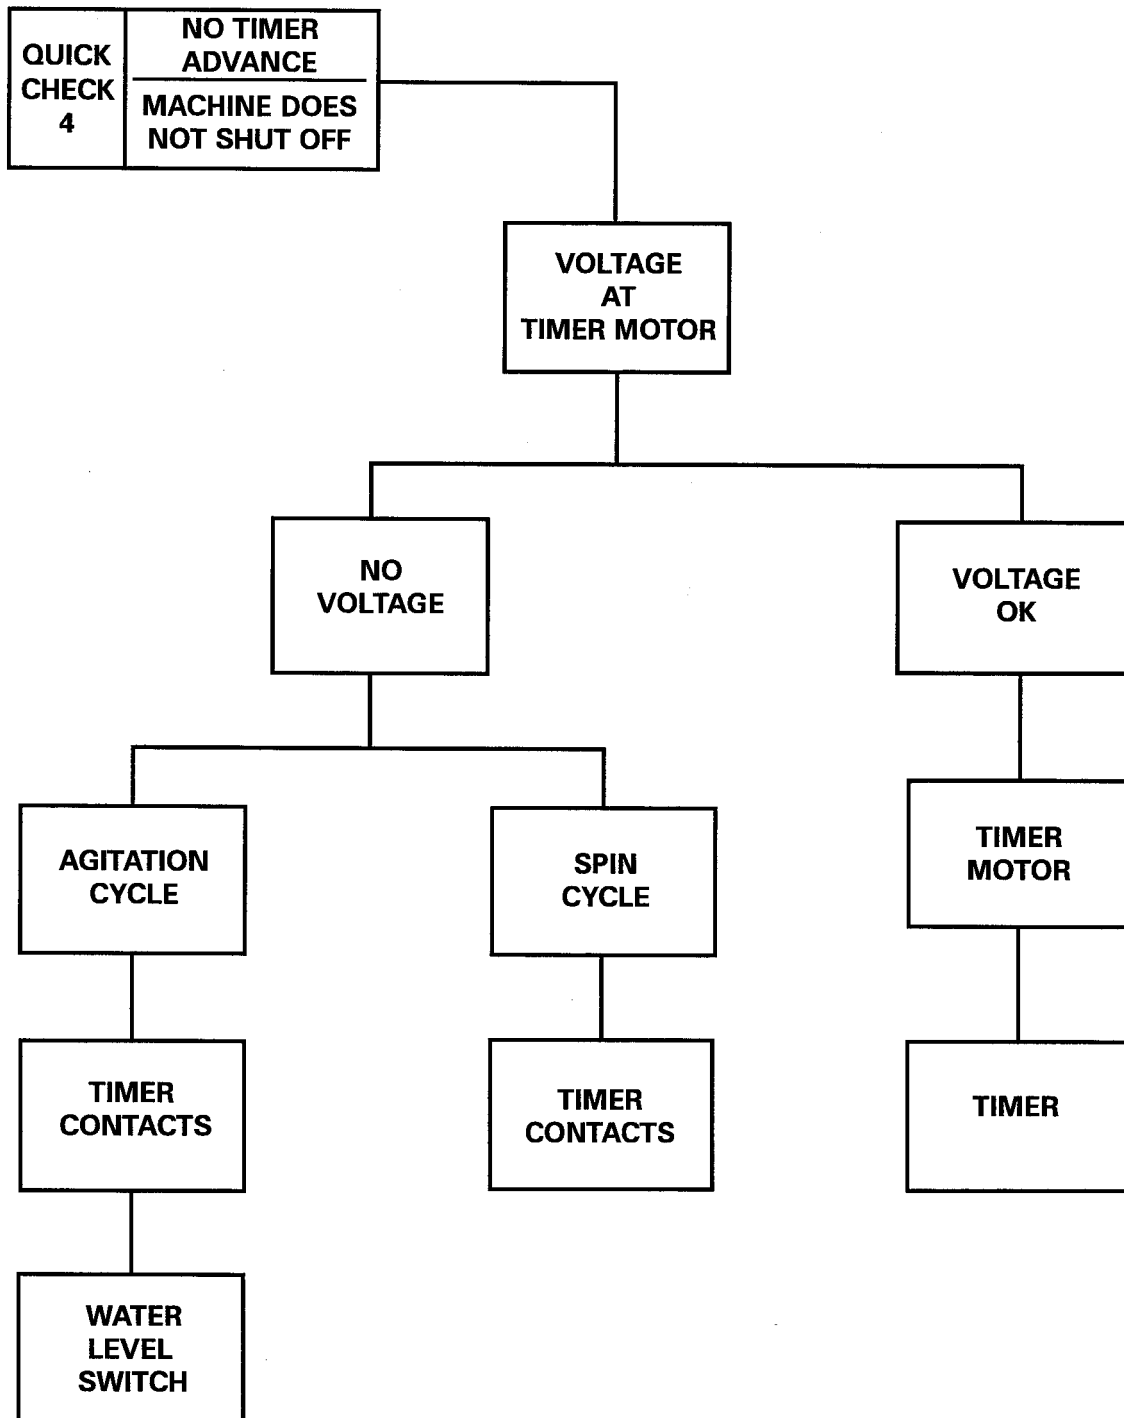 QUICK
CHECK
4
NO TIMER
ADVANCE
MACHINE DOES
NOT SHUT OFF
VOLTAGE
AT
TIMER MOTOR
NO
VOLTAGE
VOLTAGE
OK
AGITATION
CYCLE
SPIN
CYCLE
TIMER
MOTOR
TIMER
CONTACTS
TIMER
CONTACTS
TIMER
WATER
LEVEL
SWITCH